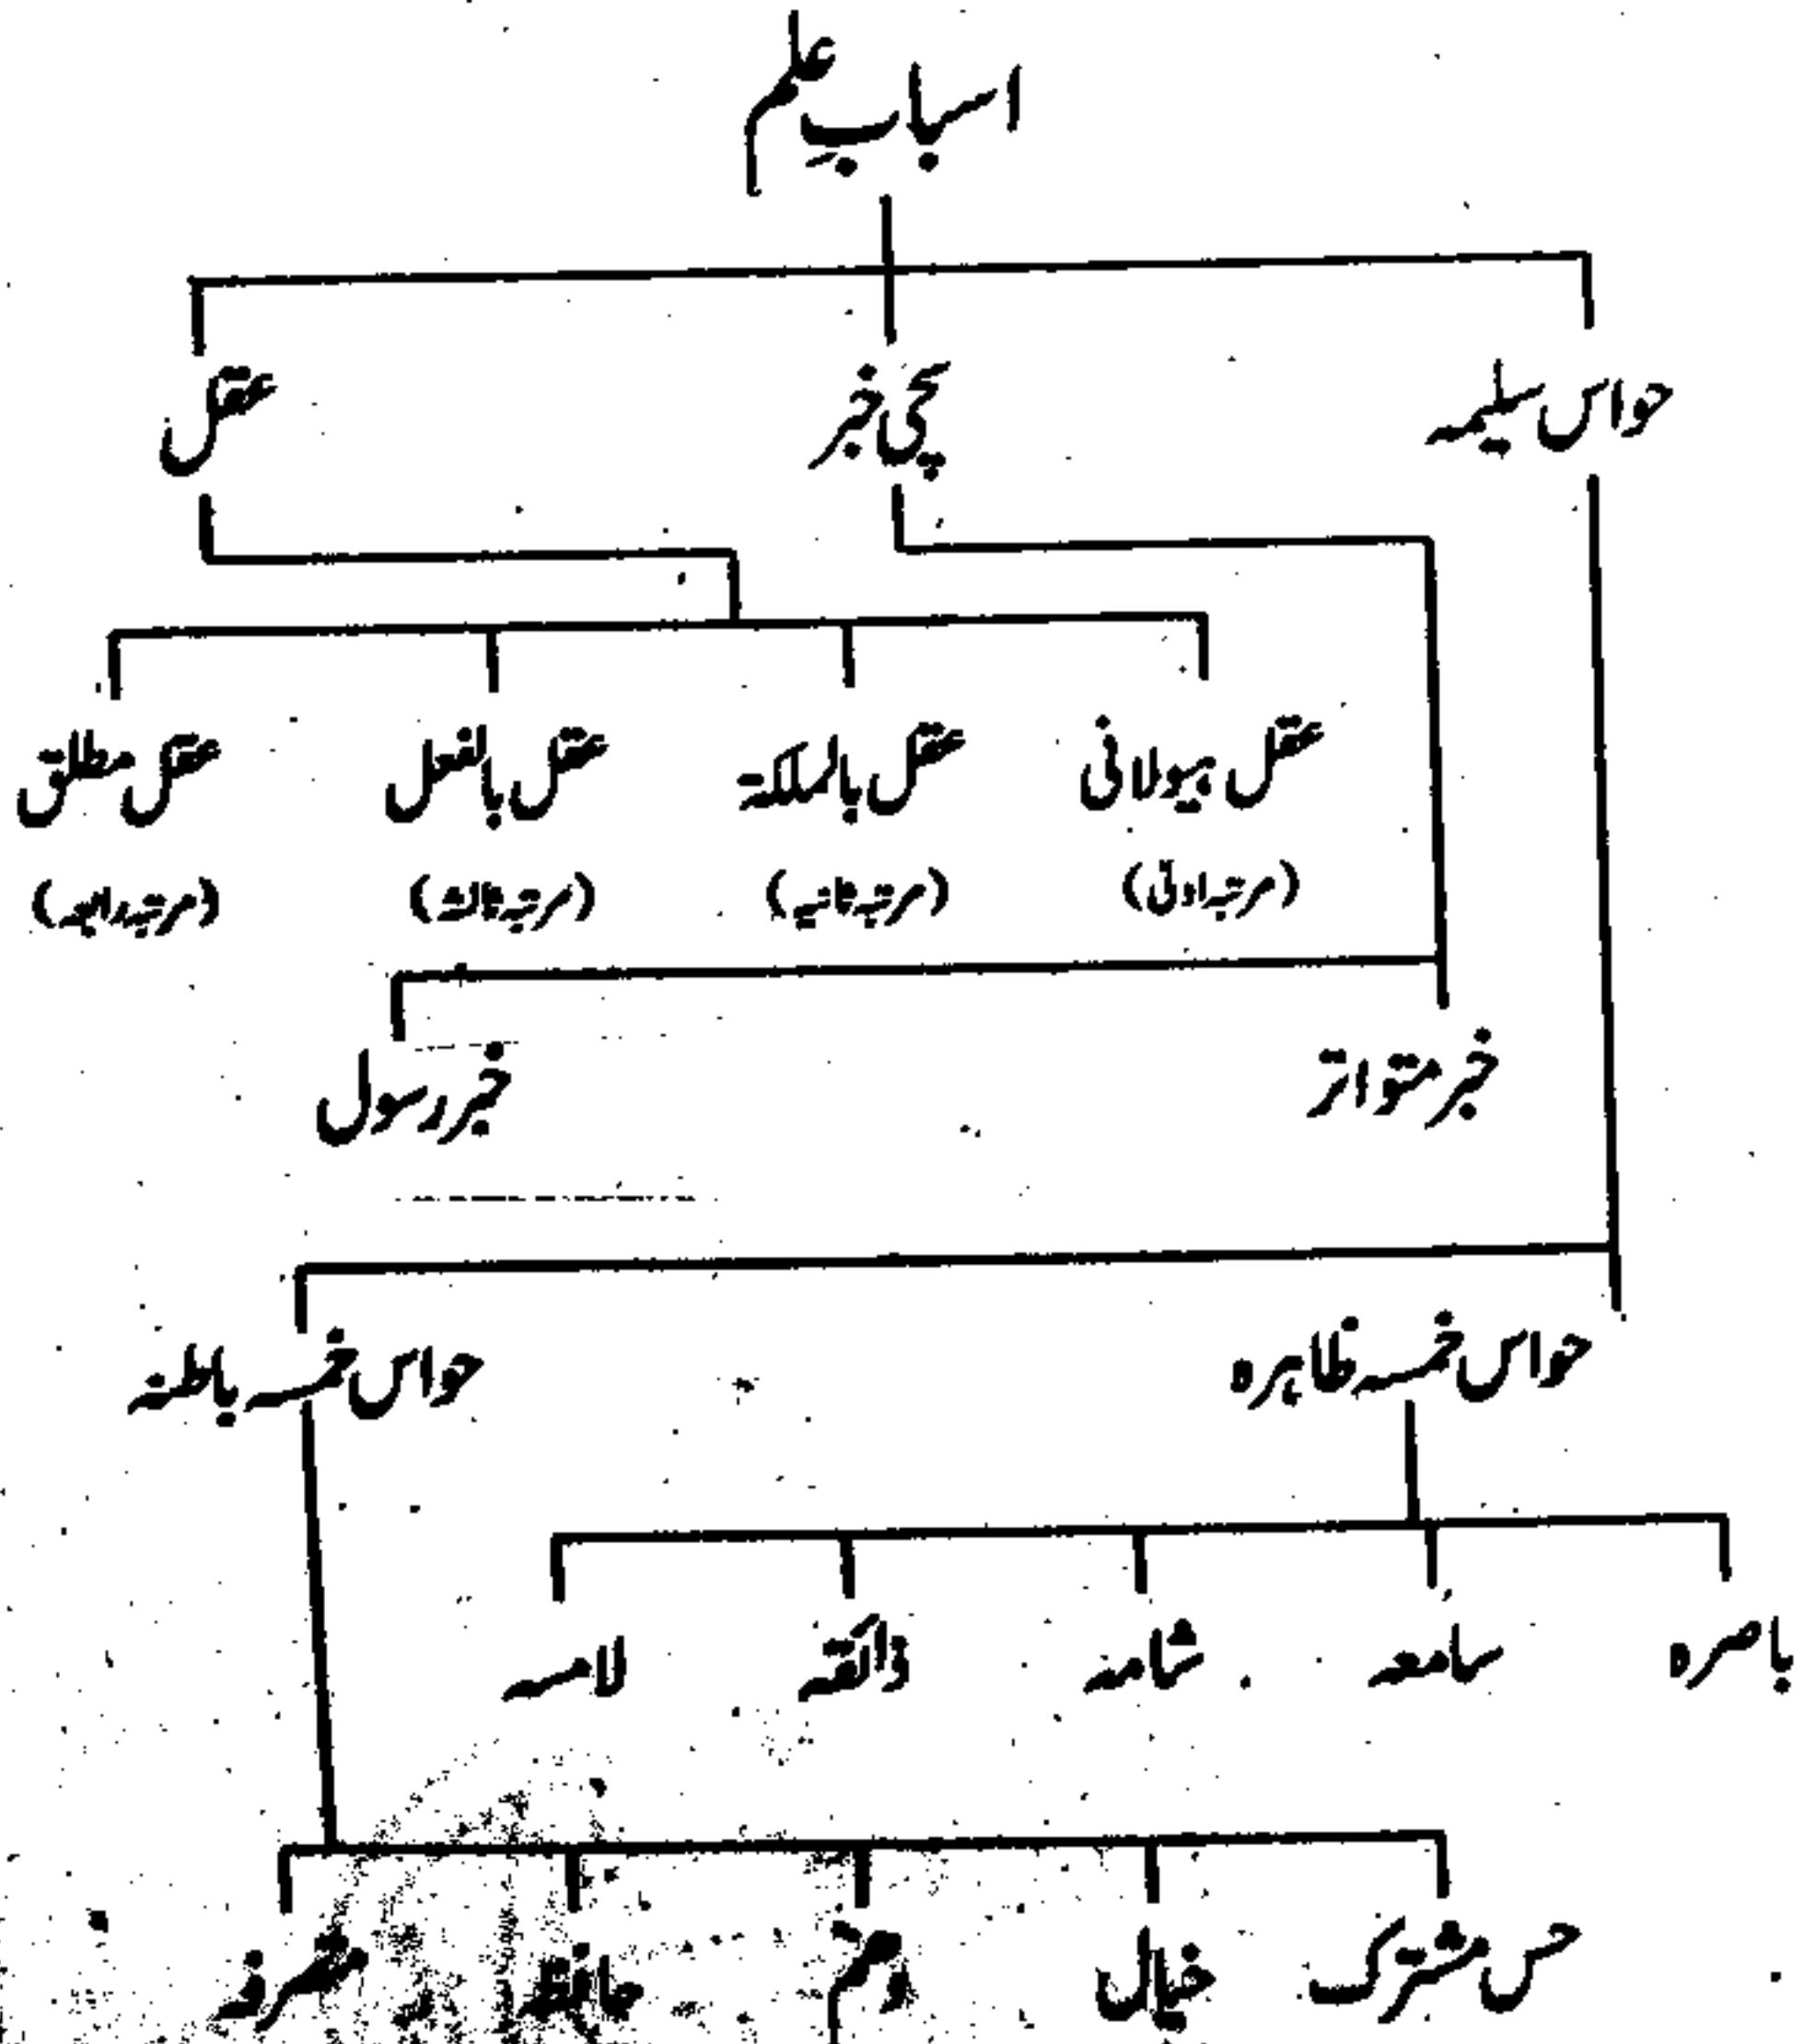 اسبابِ علم
حواس سلیمہ سچی خبر عقل
عقل ہیولانی عقل بالملکۃ عقل بالفعل عقل مطلق
(مرتبہ اولیٰ) (مرتبہ ثانیہ) (مرتبہ ثالثہ) (مرتبہ رابعہ)
خبر متواتر خبر رسول
حواس خمسہ ظاہرہ حواس خمسہ باطنہ
باصرہ سامعہ شامہ ذائقہ لامسہ
حس مشترک خیال وہم حافظہ متصرفہ